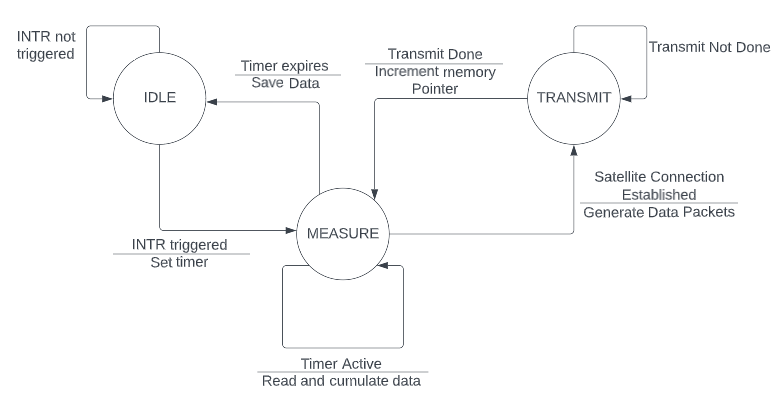 INTR not
triggered
IDLE
Timer expires
Save Data
Transmit Done
Increment memory
Pointer
TRANSMIT
Transmit Not Done
Satellite Connection
Established
Generate Data Packets
MEASURE
INTR triggered
Set timer
Timer Active
Read and cumulate data